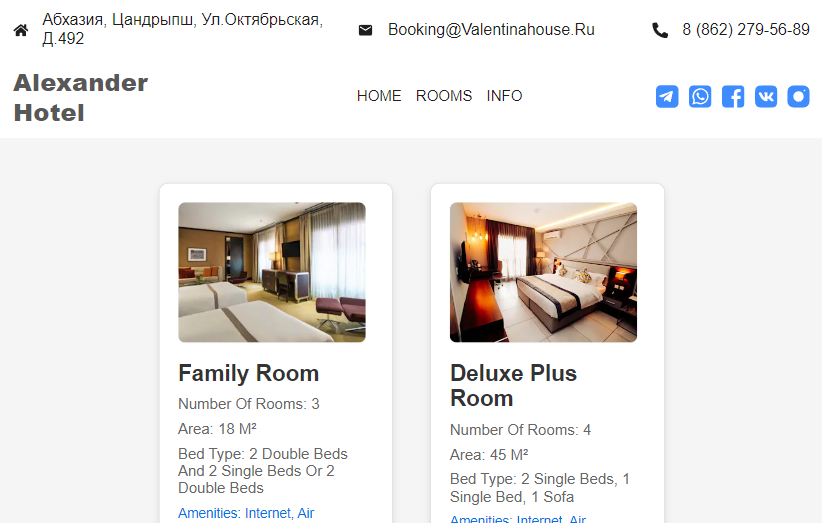 Абхазия, Цандрыпш, Ул.Октябрьская,
Д.492
Booking@Valentinahouse.Ru
8 (862) 279-56-89
Alexander
Hotel
HOME ROOMS INFO
Family Room
Number Of Rooms: 3
Area: 18 M²
Bed Type: 2 Double Beds
And 2 Single Beds Or 2
Double Beds
Amenities: Internet, Air
Deluxe Plus
Room
Number Of Rooms: 4
Area: 45 M²
Bed Type: 2 Single Beds, 1
Single Bed, 1 Sofa
Amenities: Internet, Air